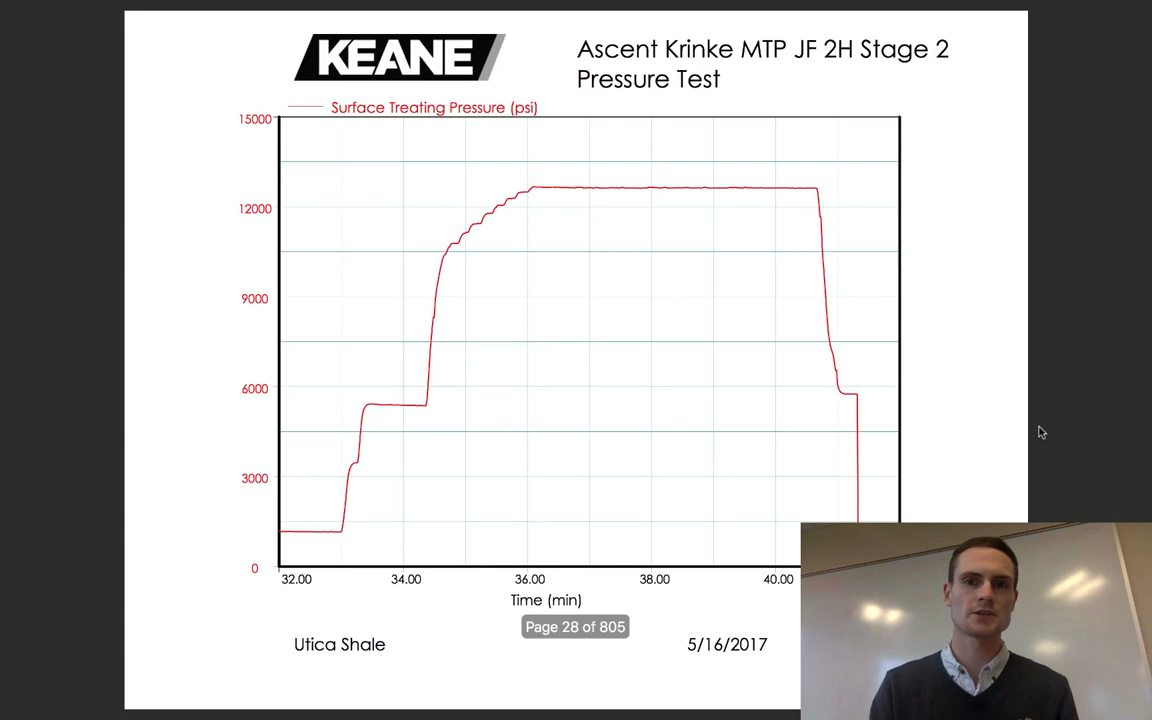 KEANE
Ascent Krinke MTP JF 2H Stage 2
Pressure Test
Surface Treating Pressure (psi)
15000
12000
9000
6000
3000
0
32.00 34.00 36.00 38.00 40.00
Time (min)
Page 28 of 805
Utica Shale 5/16/2017